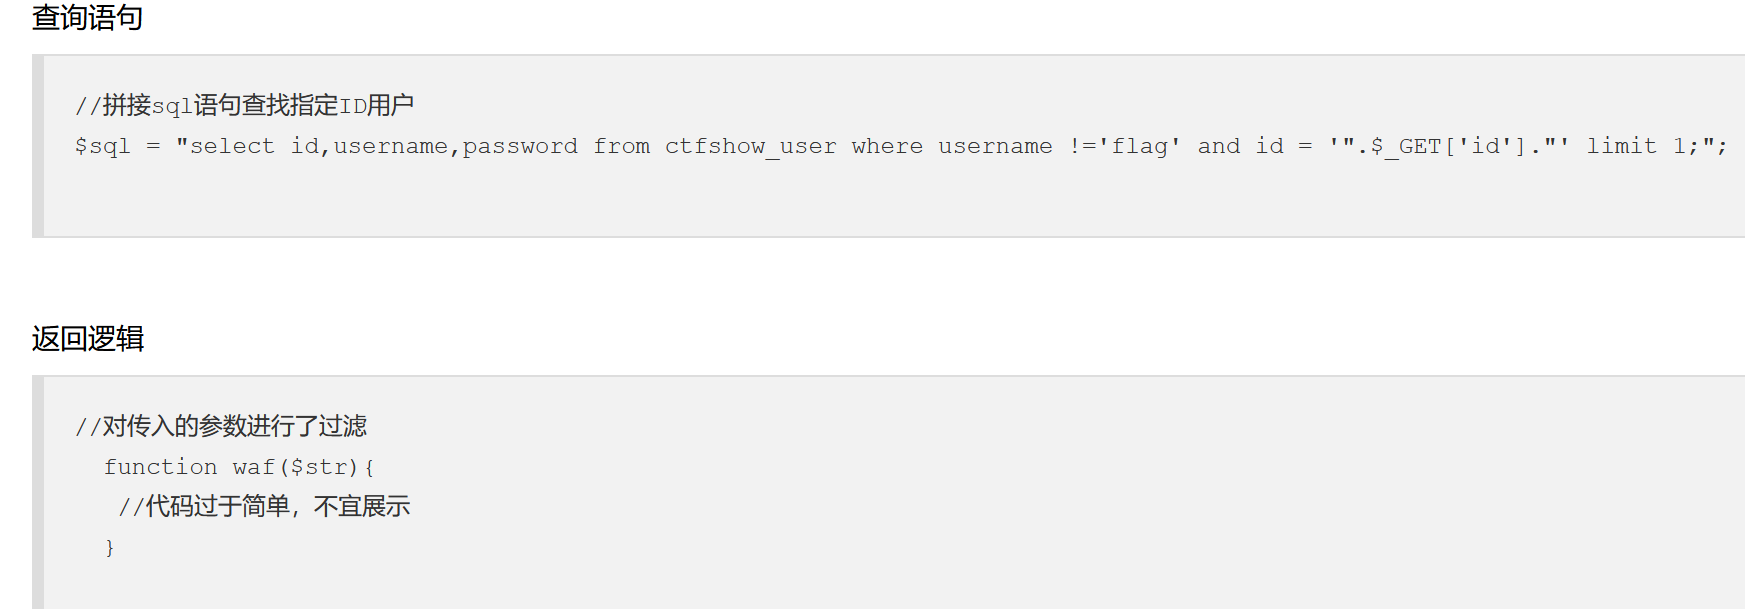 查询语句
//拼接sql语句查找指定ID用户
$sql = "select id,username,password from ctfshow_user where username !='flag' and id = '".$_GET['id']."' limit 1;";
返回逻辑
//对传入的参数进行了过滤
function waf($str){
//代码过于简单，不宜展示
}